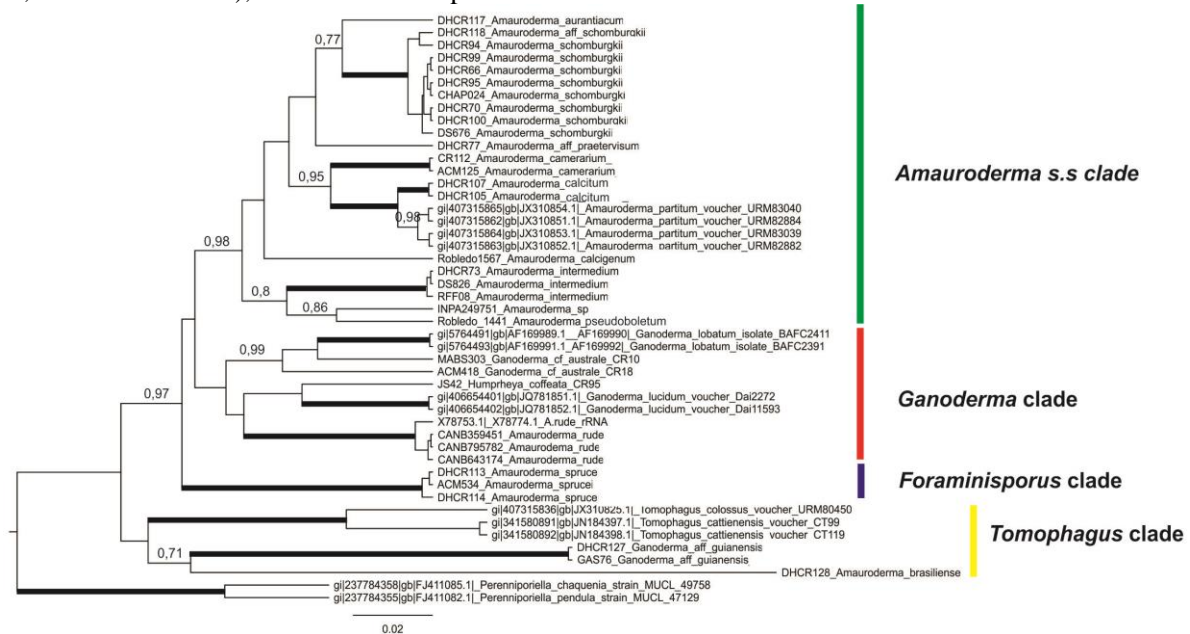 DHCR117_Amauroderma_aurantiacum
DHCR118_Amauroderma_aff_schomburgkii
0,77
DHCR94_Amauroderma_schomburgkii
DHCR99_Amauroderma_schomburgkii
DHCR66_Amauroderma_schomburgkii
DHCR95_Amauroderma_schomburgkii
CHAP024_Amauroderma_schomburgki
DHCR70_Amauroderma_schomburgkii
DHCR100_Amauroderma_schomburgkii
DS676_Amauroderma_schomburgkii
DHCR77_Amauroderma_aff_praetervisum
CR112_Amauroderma_camerarium_
ACM125_Amauroderma_camerarium
0,95
DHCR107_Amauroderma_calcitum
DHCR105_Amauroderma_calcitum _
gi|407315865|gb|JX310854.1|_Amauroderma_partitum_voucher_URM83040
0,98
gi|407315862|gb|JX310851.1|_Amauroderma_partitum_voucher_URM82884
gi|407315864|gb|JX310853.1|_Amauroderma_partitum_voucher_URM83039
gi|407315863|gb|JX310852.1|_Amauroderma_partitum_voucher_URM82882
Amauroderma s.s clade
0,98
Robledo1567_Amauroderma_calcigenum
DHCR73_Amauroderma_intermedium
DS826_Amauroderma_intermedium
0,8
RFF08_Amauroderma_intermedium
0,86
INPA249751_Amauroderma_sp
Robledo_1441_Amauroderma_pseudoboletum
gi|5764491|gb|AF169989.1__AF169990|_Ganoderma_lobatum_isolate_BAFC2411
gi|5764493|gb|AF169991.1_AF169992|_Ganoderma_lobatum_isolate_BAFC2391
0,99
MABS303_Ganoderma_cf_australe_CR10
ACM418_Ganoderma_cf_australe_CR18
JS42_Humprheya_coffeata_CR95
0,97
gi|406654401|gb|JQ781851.1|_Ganoderma_lucidum_voucher_Dai2272
gi|406654402|gb|JQ781852.1|_Ganoderma_lucidum_voucher_Dai11593
Ganoderma clade
X78753.1|_X78774.1_A.rude_rRNA
CANB359451_Amauroderma_rude
CANB795782_Amauroderma_rude
CANB643174_Amauroderma_rude
DHCR113_Amauroderma_spruce
ACM534_Amauroderma_sprucei
DHCR114_Amauroderma_spruce
Foraminisporus clade
gi|407315836|gb|JX310825.1|_Tomophagus_colossus_voucher_URM80450
gi|341580891|gb|JN184397.1|_Tomophagus_cattienensis_voucher_CT99
gi|341580892|gb|JN184398.1|_Tomophagus_cattienensis_voucher_CT119
Tomophagus clade
0,71
DHCR127_Ganoderma_aff_guianensis
GAS76_Ganoderma_aff_guianensis
DHCR128_Amauroderma_brasiliense
gi|237784358|gb|FJ411085.1|_Perenniporiella_chaquenia_strain_MUCL_49758
gi|237784355|gb|FJ411082.1|_Perenniporiella_pendula_strain_MUCL_47129
0.02